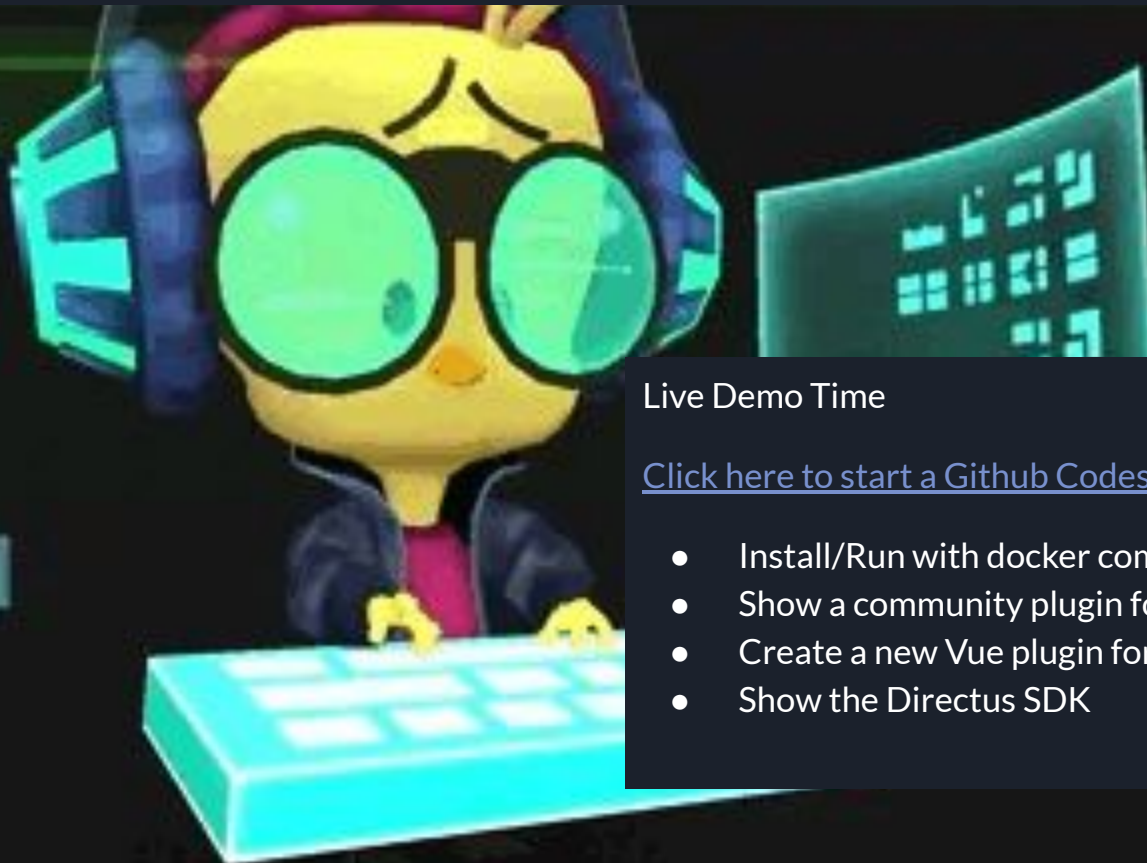 Live Demo Time
Click here to start a Github Codes
● Install/Run with docker com
● Show a community plugin fo
● Create a new Vue plugin for
● Show the Directus SDK